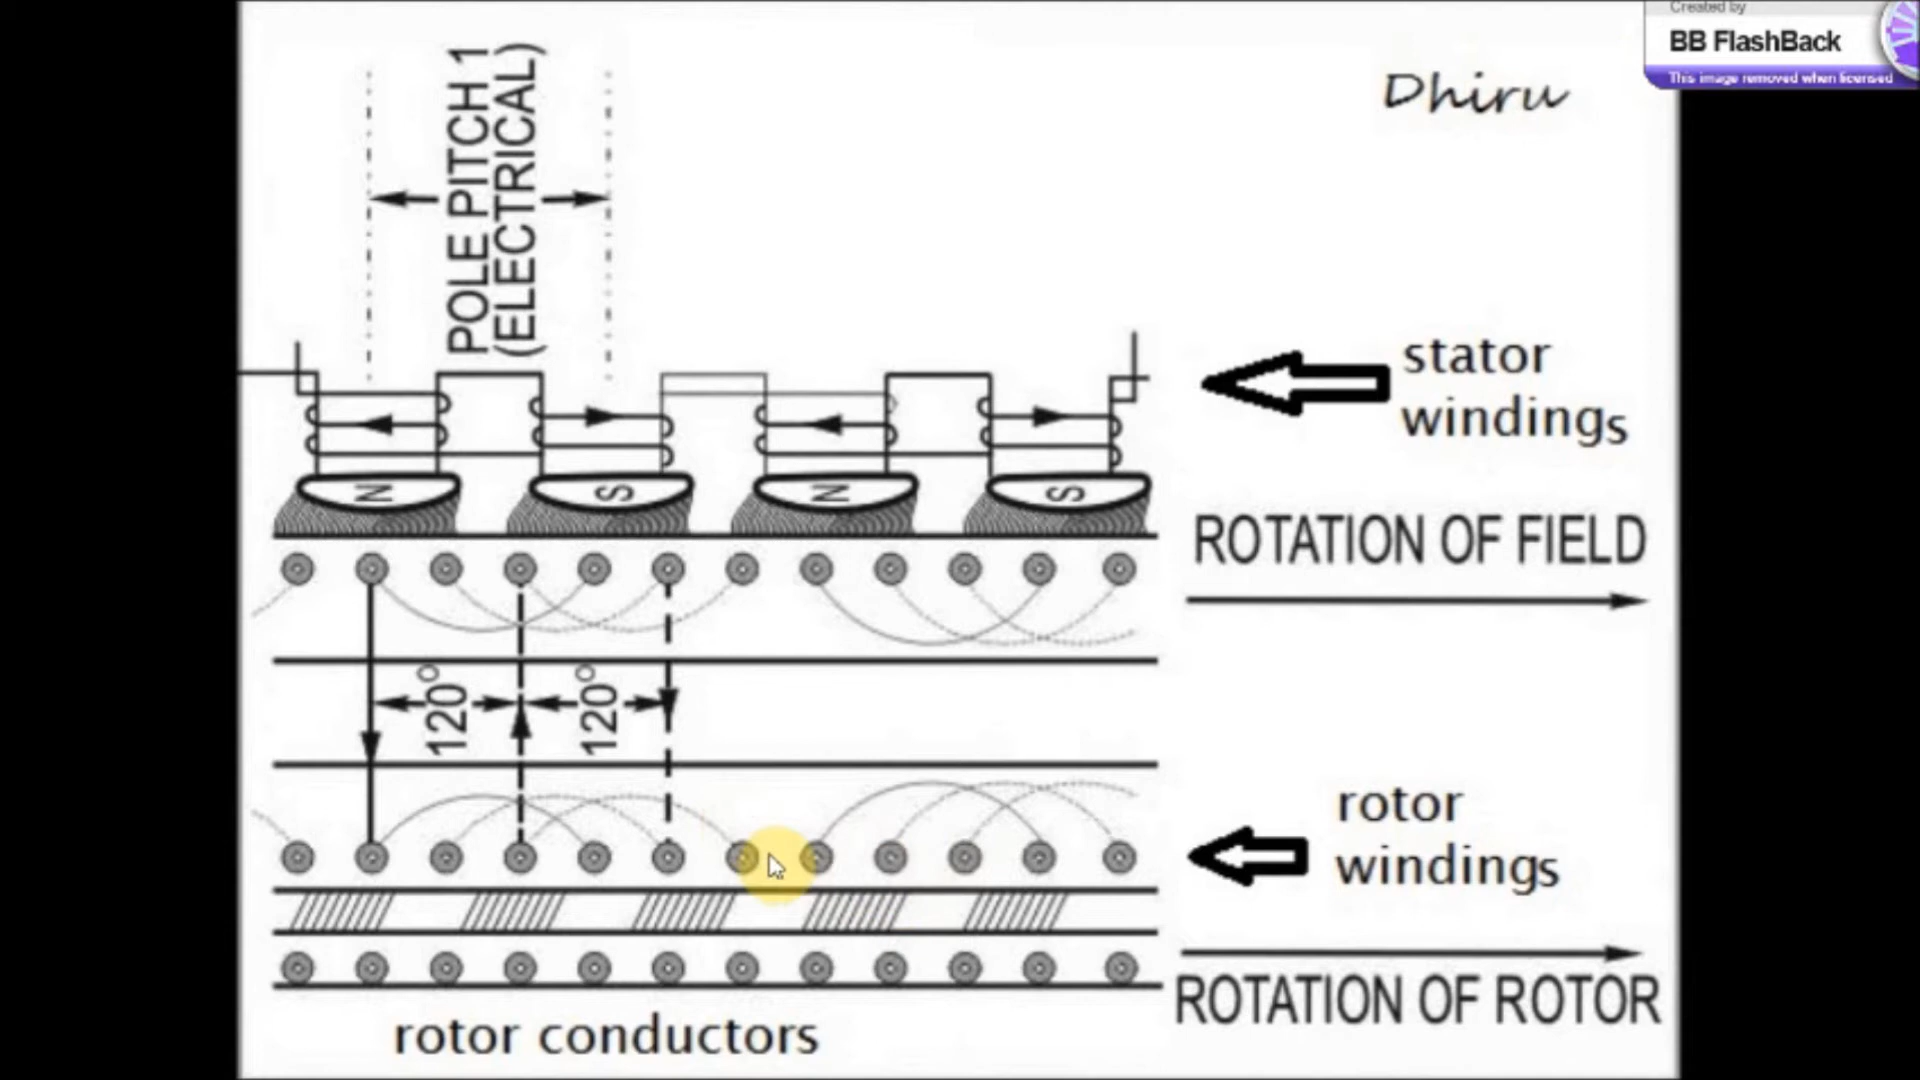 Created by
BB FlashBack
This image removed when licensed
Dhiru
POLE PITCH 1
(ELECTRICAL)
stator
windings
N
S
N
S
ROTATION OF FIELD
120°
120°
rotor
windings
ROTATION OF ROTOR
rotor conductors